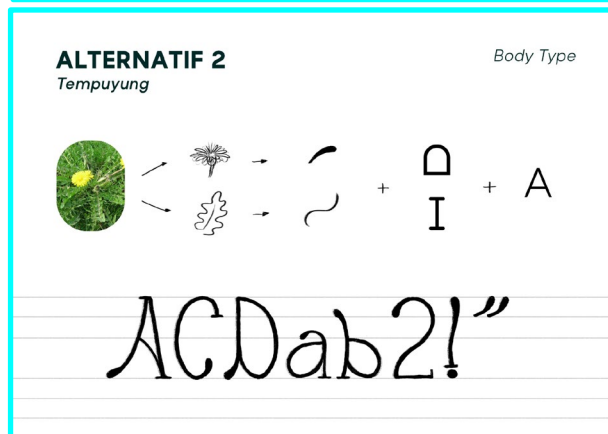 ALTERNATIF 2
Body Type
Tempuyung
+ D I + A
ACDab2!”